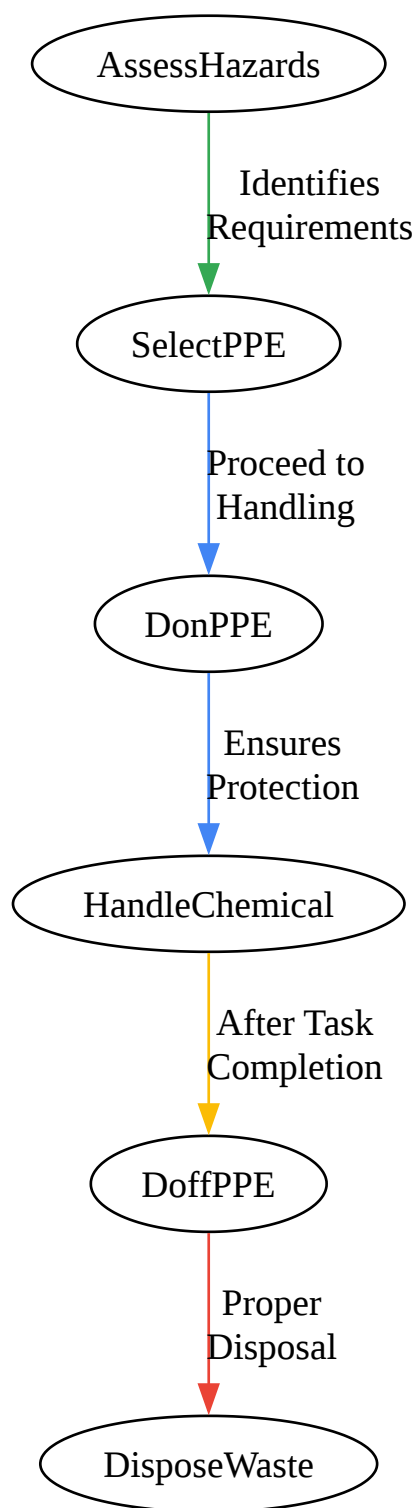 AssessHazards
Identifies
Requirements
SelectPPE
Proceed to
Handling
DonPPE
Ensures
Protection
HandleChemical
After Task
Completion
DoffPPE
Proper
Disposal
DisposeWaste